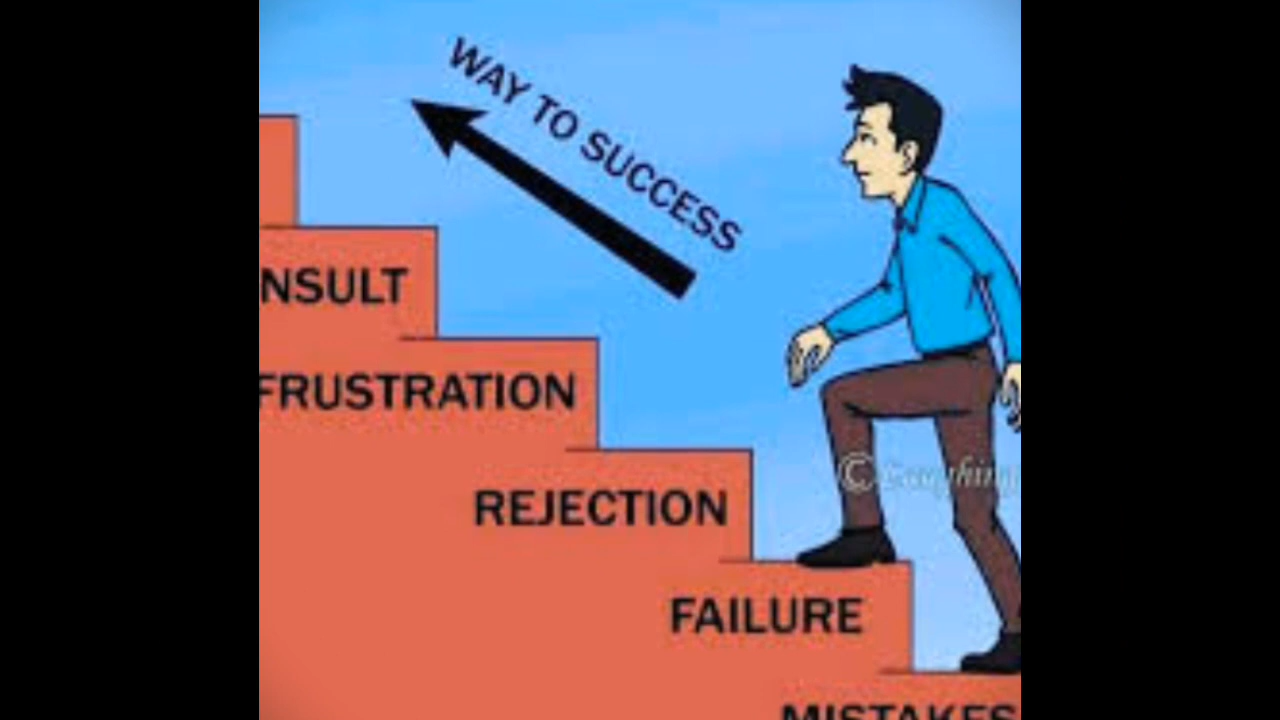 WAY TO SUCCESS
NSULT
FRUSTRATION
REJECTION
©
FAILURE
MISTAKES